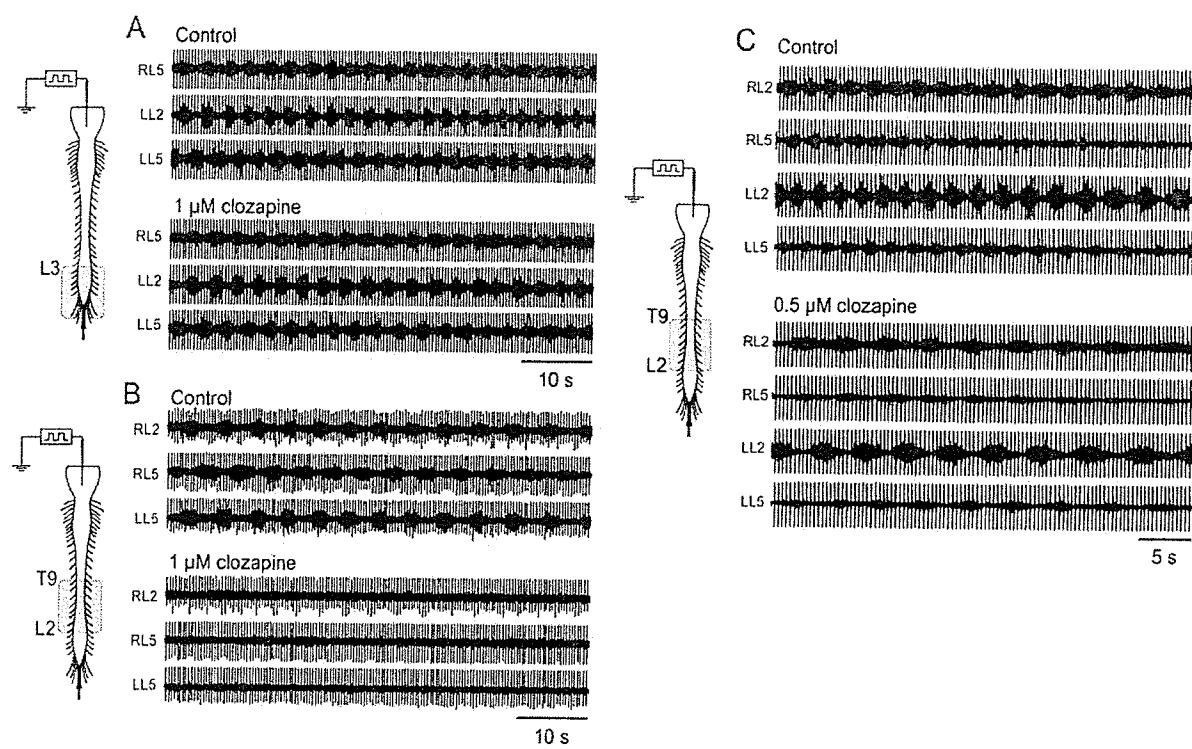 A
Control
RL5
LL2
LL5
1 µM clozapine
RL5
LL2
LL5
L3
10 s
B
Control
RL2
RL5
LL5
1 µM clozapine
RL2
RL5
LL5
T9
L2
10 s
C
Control
RL2
RL5
LL2
LL5
0.5 µM clozapine
RL2
RL5
LL2
LL5
T9
L2
5 s